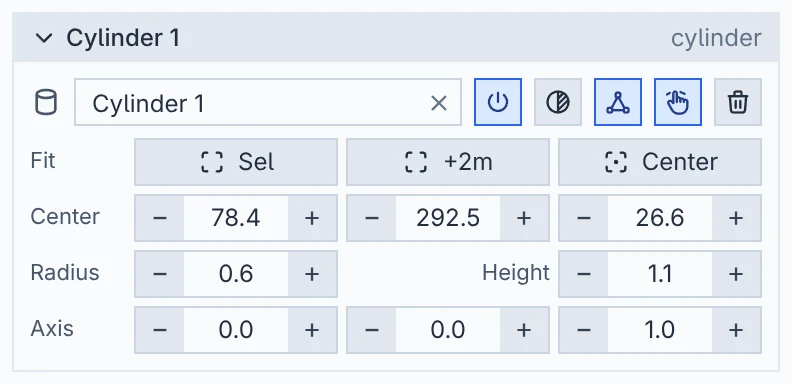 Cylinder 1 cylinder
Cylinder 1
Fit Sel +2m Center
Center − 78.4 + − 292.5 + − 26.6 +
Radius − 0.6 + Height − 1.1 +
Axis − 0.0 + − 0.0 + − 1.0 +